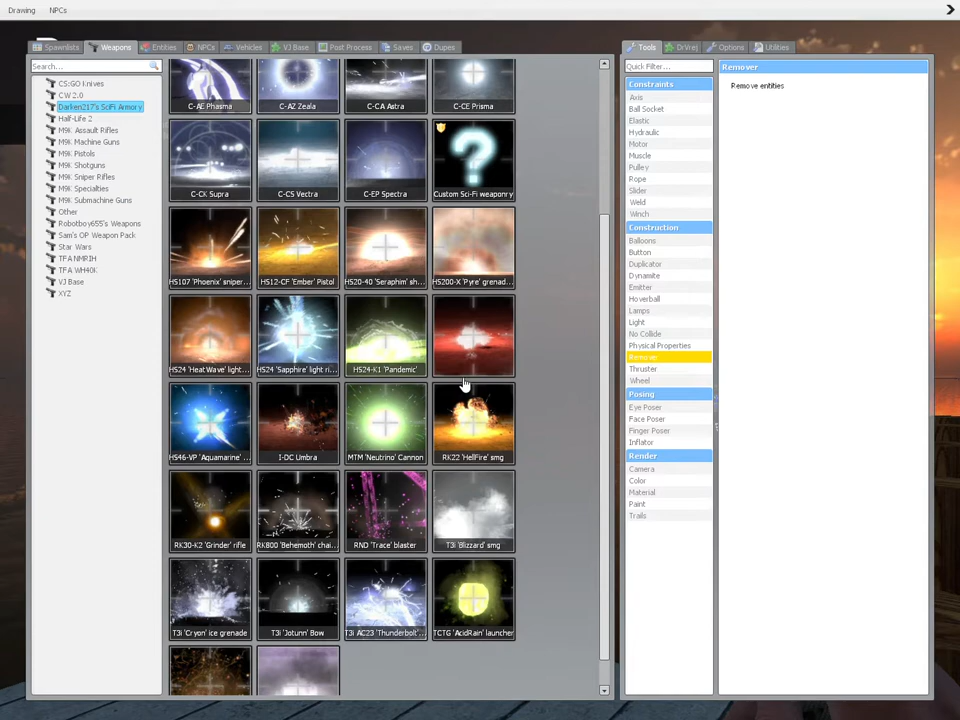 Drawing NPCs
Spawnlists Weapons Entities NPCs Vehicles VJ Base Post Process Saves Dupes
Tools DrVrej Options Utilities
Search...
CS:GO Knives
CW 2.0
Darken217's SciFi Armory
Half-Life 2
M9K Assault Rifles
M9K Machine Guns
M9K Pistols
M9K Shotguns
M9K Sniper Rifles
M9K Specialties
M9K Submachine Guns
Other
Robotboy655's Weapons
Sam's OP Weapon Pack
Star Wars
TFA NMRIH
TFA WH40K
VJ Base
XYZ
C-AE Phasma C-AZ Zeala C-CA Astra C-CE Prisma
C-CK Supra C-CS Vectra C-EP Spectra Custom Sci-Fi weaponry
HS107 'Phoenix' sniper... HS12-CF 'Ember' Pistol HS20-40 'Seraphim' sh... HS200-X 'Pyre' grenad...
HS24 'HeatWave' light... HS24 'Sapphire' light ri... HS24-K1 'Pandemic'
HS46-VP 'Aquamarine' ... I-DC Umbra MTM 'Neutrino' Cannon RK22 'HellFire' smg
RK30-K2 'Grinder' rifle RK800 'Behemoth' chai... RND 'Trace' blaster T3i 'Blizzard' smg
T3i 'Cryon' ice grenade T3i 'Jotunn' Bow T3i AC23 'Thunderbolt'... TCTG 'AcidRain' launcher
Quick Filter...
Constraints
Axis
Ball Socket
Elastic
Hydraulic
Motor
Muscle
Pulley
Rope
Slider
Weld
Winch
Construction
Balloons
Button
Duplicator
Dynamite
Emitter
Hoverball
Lamps
Light
No Collide
Physical Properties
Remover
Thruster
Wheel
Posing
Eye Poser
Face Poser
Finger Poser
Inflator
Render
Camera
Color
Material
Paint
Trails
Remover
Remove entities